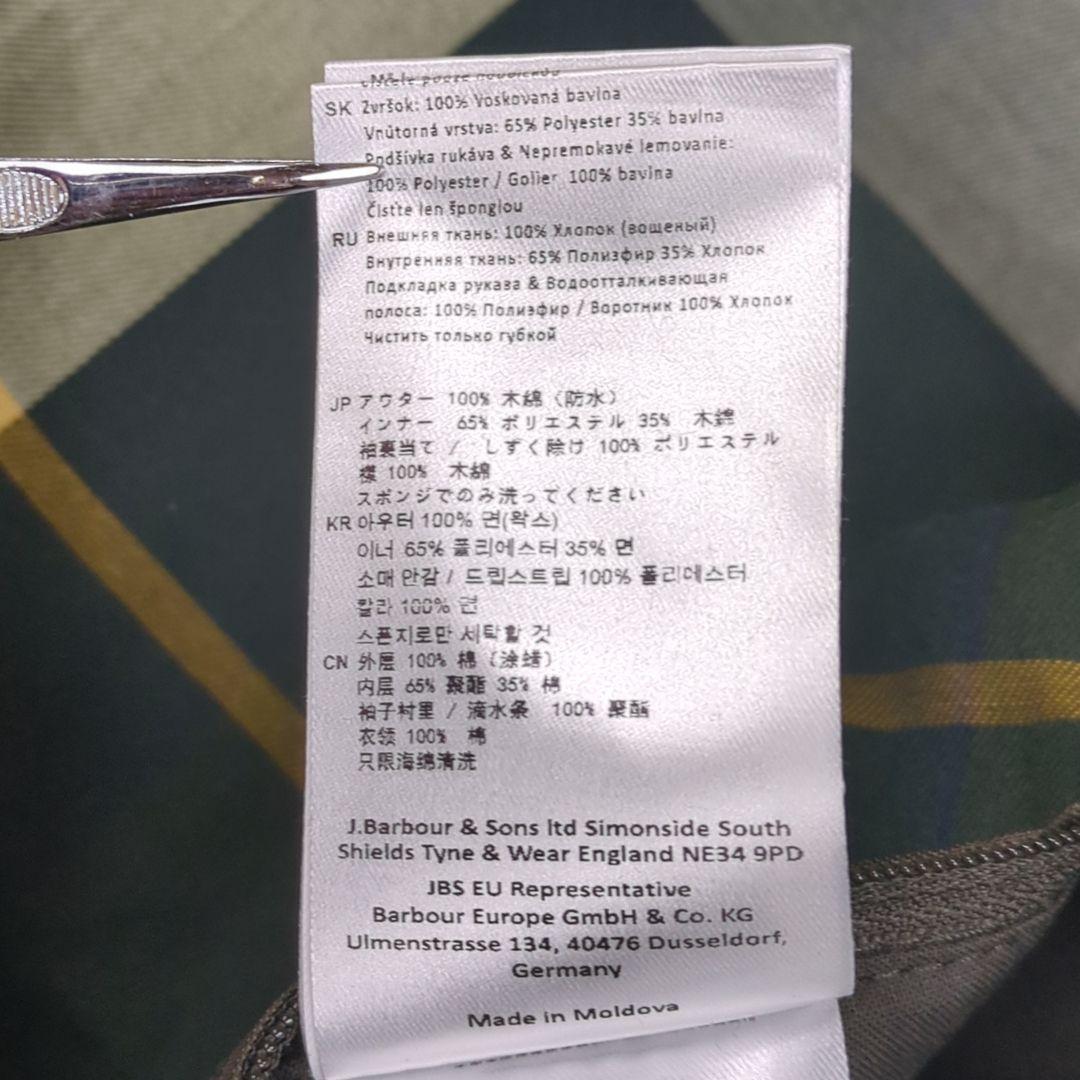 SK Zvršok: 100% Voskovaná bavlna
Vnútorná vrstva: 65% Polyester 35% bavlna
Podšívka rukáva & Nepremokavé lemovanie:
100% Polyester / Golier 100% bavlna
Čistte len špongiou
RU Внешняя ткань: 100% Хлопок (вощеный)
Внутренняя ткань: 65% Полиэфир 35% Хлопок
Подкладка рукава & Водоотталкивающая
полоса: 100% Полиэфир / Воротник 100% Хлопок
Чистить только губкой
JP アウター 100% 木綿 (防水)
インナー 65% ポリエステル 35% 木綿
袖裏当て / しずく除け 100% ポリエステル
100% 木綿
スポンジでのみ洗ってください
KR 아우터 100% 면(왁스)
이너 65% 폴리에스터 35% 면
소매 안감 / 드립스트립 100% 폴리에스터
칼라 100% 면
스폰지로만 세탁할 것
CN 外层 100% 棉 (涂蜡)
内层 65% 聚酯 35% 棉
袖子村里 / 滴水条 100% 聚酯
衣领 100% 棉
只限海绵清洗
J.Barbour & Sons ltd Simonside South
Shields Tyne & Wear England NE34 9PD
JBS EU Representative
Barbour Europe GmbH & Co. KG
Ulmenstrasse 134, 40476 Dusseldorf,
Germany
Made in Moldova